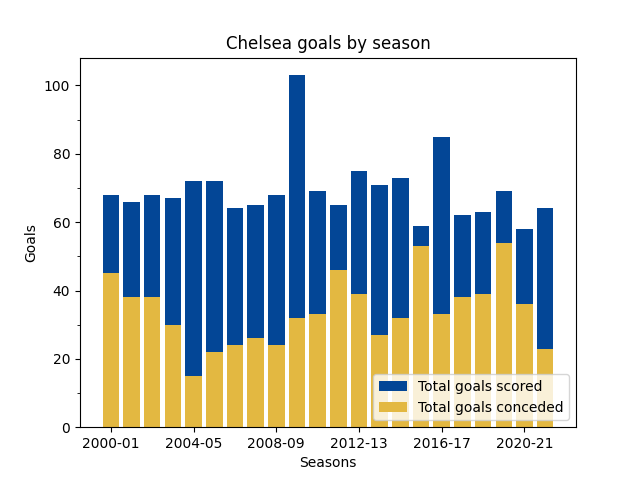 Chelsea goals by season
Goals
100
80
60
40
20
0
Total goals scored
Total goals conceded
2000-01 2004-05 2008-09 2012-13 2016-17 2020-21
Seasons